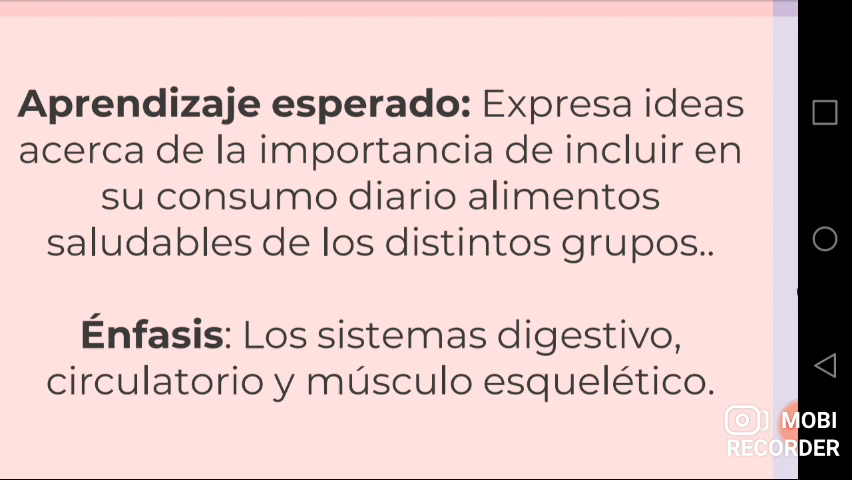 Aprendizaje esperado: Expresa ideas
acerca de la importancia de incluir en
su consumo diario alimentos
saludables de los distintos grupos..
Énfasis: Los sistemas digestivo,
circulatorio y músculo esquelético.
MOBI
RECORDER